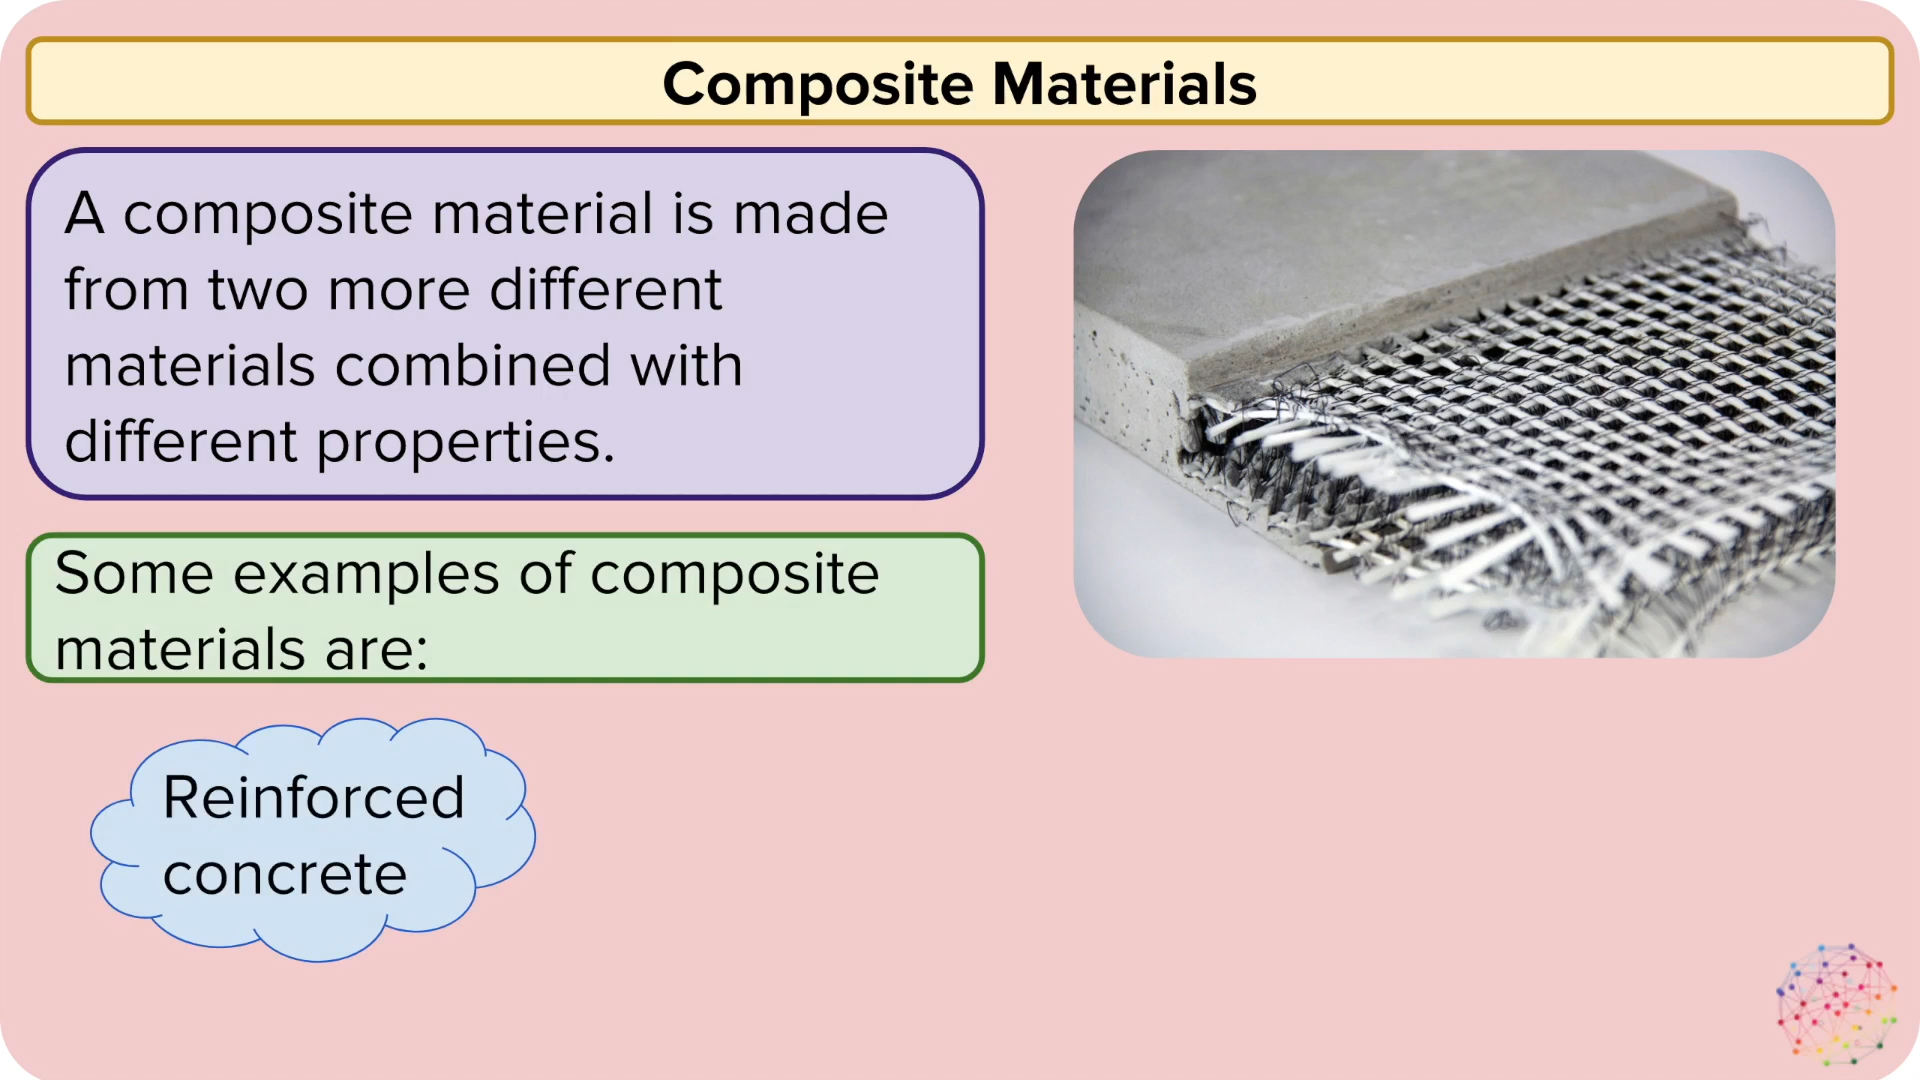 Composite Materials
A composite material is made
from two more different
materials combined with
different properties.
Some examples of composite
materials are:
Reinforced
concrete